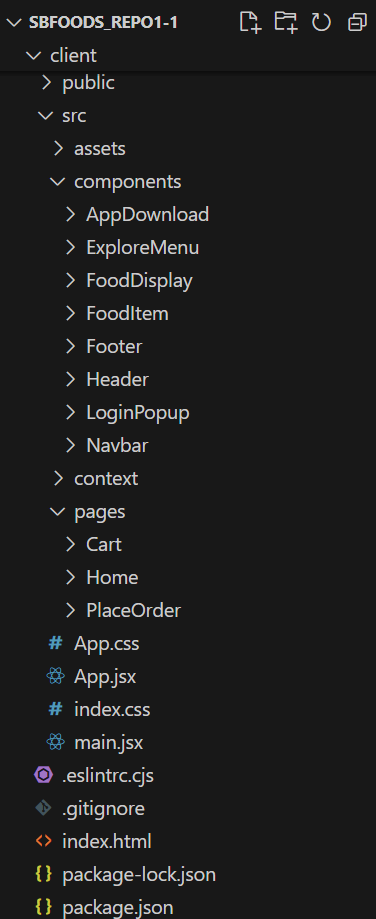 SBFOODS_REPO1-1
client
public
src
assets
components
AppDownload
ExploreMenu
FoodDisplay
FoodItem
Footer
Header
LoginPopup
Navbar
context
pages
Cart
Home
PlaceOrder
App.css
App.jsx
index.css
main.jsx
.eslintrc.cjs
.gitignore
index.html
package-lock.json
package.json